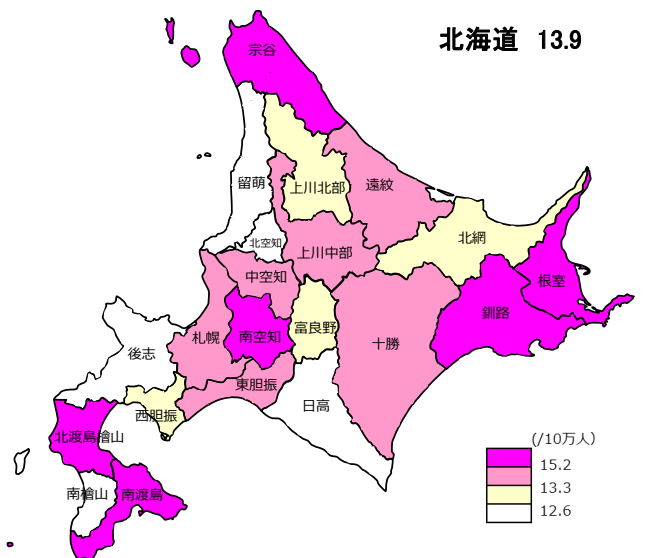 北海道 13.9
宗谷
留萌
上川北部
遠紋
北空知
上川中部
北網
中空知
根室
札幌
南空知
富良野
釧路
十勝
後志
東胆振
西胆振
日高
北渡島檜山
南檜山
南渡島
(/10万人)
15.2
13.3
12.6